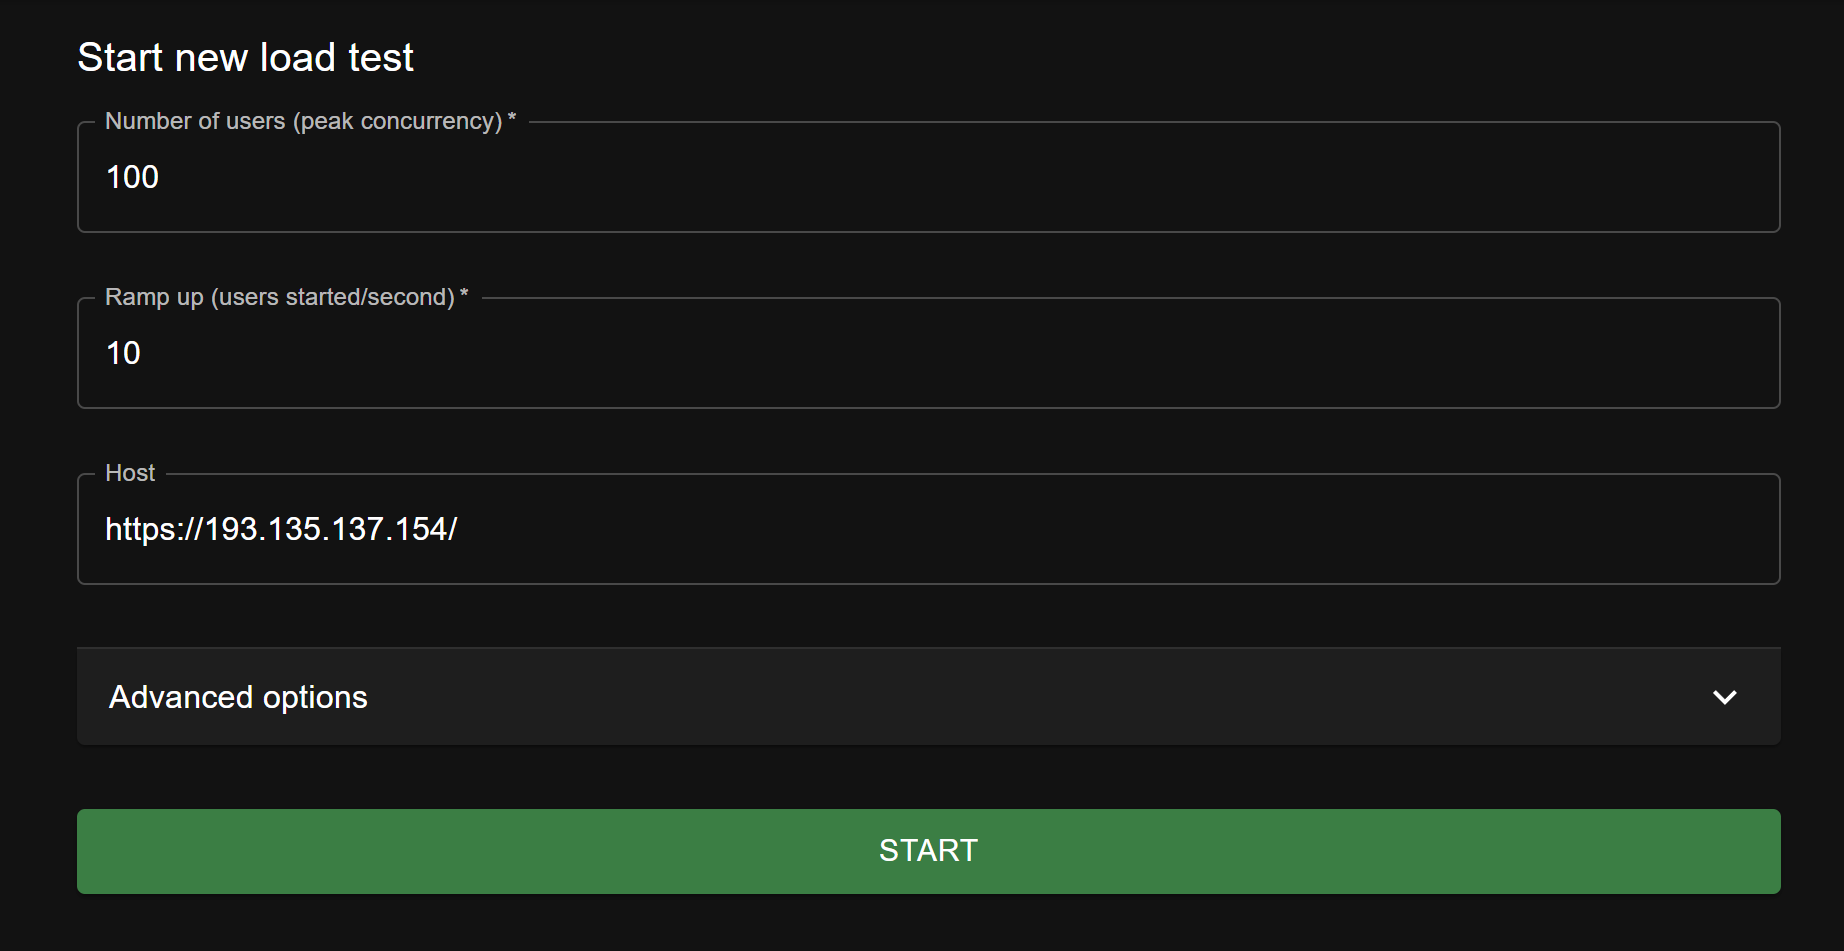 Start new load test
Number of users (peak concurrency) *
100
Ramp up (users started/second) *
10
Host
https://193.135.137.154/
Advanced options
START